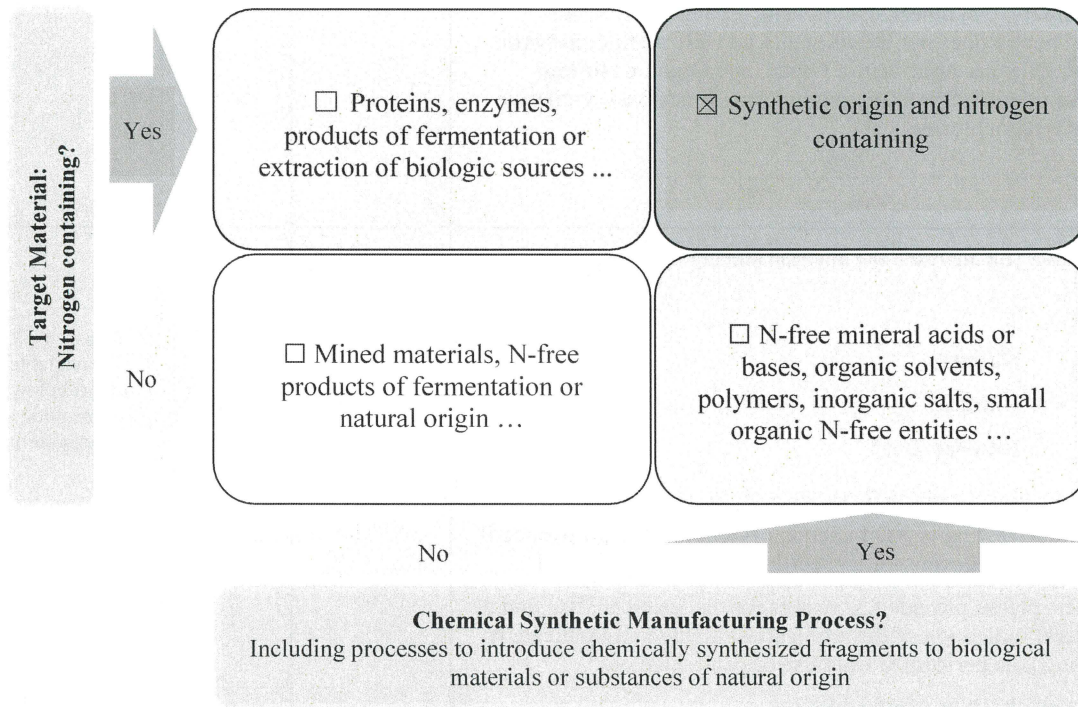 Target Material:
Nitrogen containing?
Yes
☐ Proteins, enzymes,
products of fermentation or
extraction of biologic sources ...
☒ Synthetic origin and nitrogen
containing
No
☐ Mined materials, N-free
products of fermentation or
natural origin …
☐ N-free mineral acids or
bases, organic solvents,
polymers, inorganic salts, small
organic N-free entities …
No
Yes
Chemical Synthetic Manufacturing Process?
Including processes to introduce chemically synthesized fragments to biological
materials or substances of natural origin